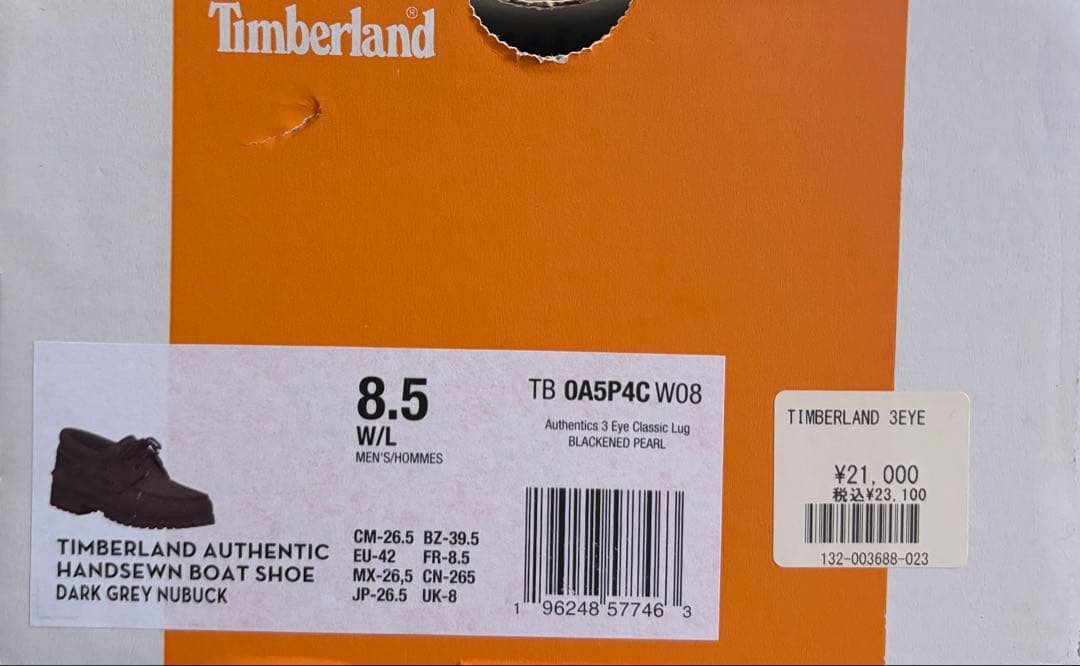 Timberland®
8.5
W/L
MEN'S/HOMMES
TB 0A5P4C W08
Authentics 3 Eye Classic Lug
BLACKENED PEARL
TIMBERLAND AUTHENTIC
HANDSEWN BOAT SHOE
DARK GREY NUBUCK
CM-26.5 BZ-39.5
EU-42 FR-8.5
MX-26,5 CN-265
JP-26.5 UK-8
1 96248 57746 3
TIMBERLAND 3EYE
¥21,000
税込¥23,100
132-003688-023